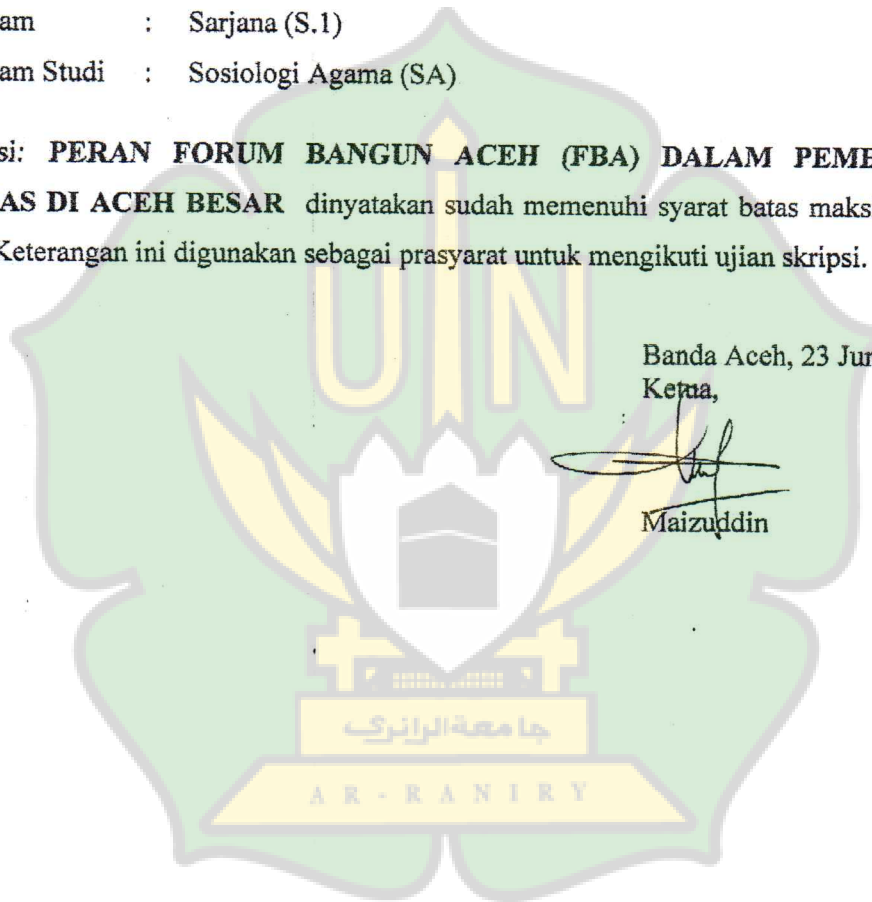 am : Sarjana (S.1)
am Studi : Sosiologi Agama (SA)
si: PERAN FORUM BANGUN ACEH (FBA) DALAM PEMB
AS DI ACEH BESAR dinyatakan sudah memenuhi syarat batas maks
Keterangan ini digunakan sebagai prasyarat untuk mengikuti ujian skripsi.
Banda Aceh, 23 Jun
Ketua,
Maizuddin
UIN
جامعة الرانري
AR-RANIRY